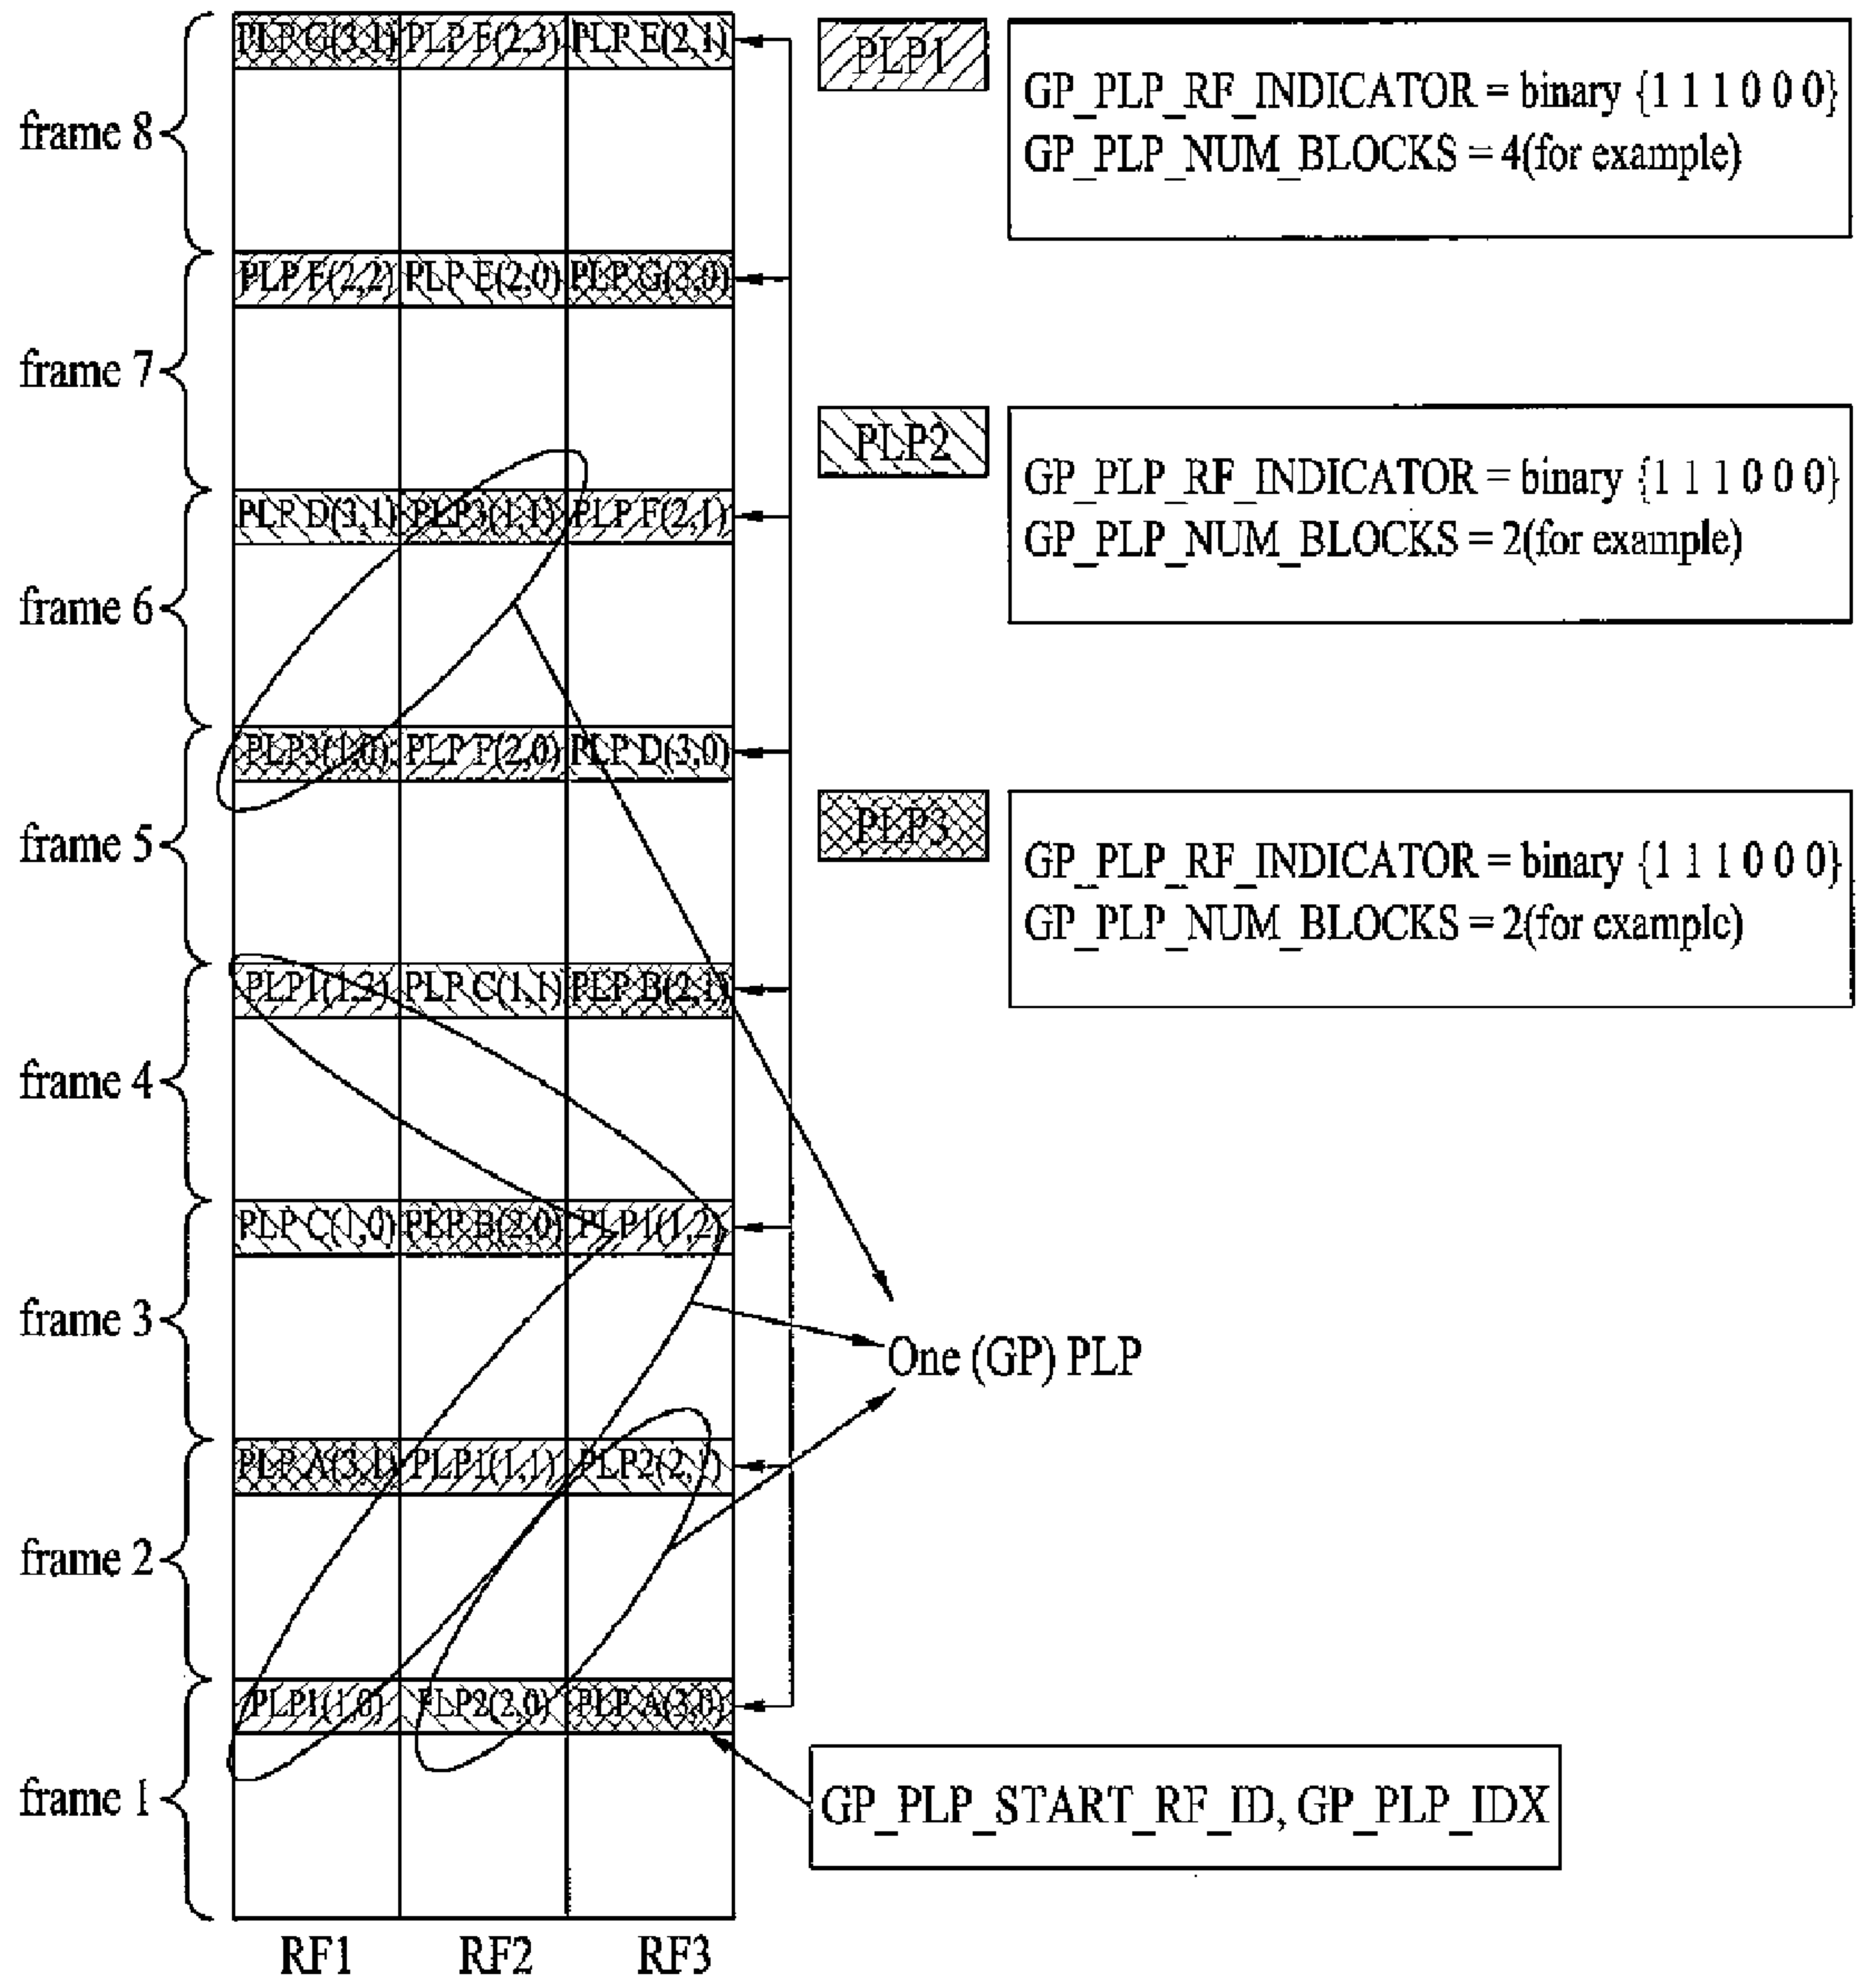 frame 8
PLP G(3,1) PLP F(2,3) PLP E(2,1)
frame 7
PLP F(2,2) PLP E(2,0) PLP G(3,0)
frame 6
PLP D(3,1) PLP3(1,1) PLP F(2,1)
frame 5
PLP3(1,0) PLP F(2,0) PLP D(3,0)
frame 4
PLP1(1,3) PLP C(1,1) PLP B(2,1)
frame 3
PLP C(1,0) PLP B(2,0) PLP1(1,2)
frame 2
PLP A(3,1) PLP1(1,1) PLP2(2,1)
frame 1
PLP1(1,0) PLP2(2,0) PLP A(3,0)
RF1 RF2 RF3
PLP1
GP_PLP_RF_INDICATOR = binary {1 1 1 0 0 0}
GP_PLP_NUM_BLOCKS = 4(for example)
PLP2
GP_PLP_RF_INDICATOR = binary {1 1 1 0 0 0}
GP_PLP_NUM_BLOCKS = 2(for example)
PLP3
GP_PLP_RF_INDICATOR = binary {1 1 1 0 0 0}
GP_PLP_NUM_BLOCKS = 2(for example)
One (GP) PLP
GP_PLP_START_RF_ID, GP_PLP_IDX